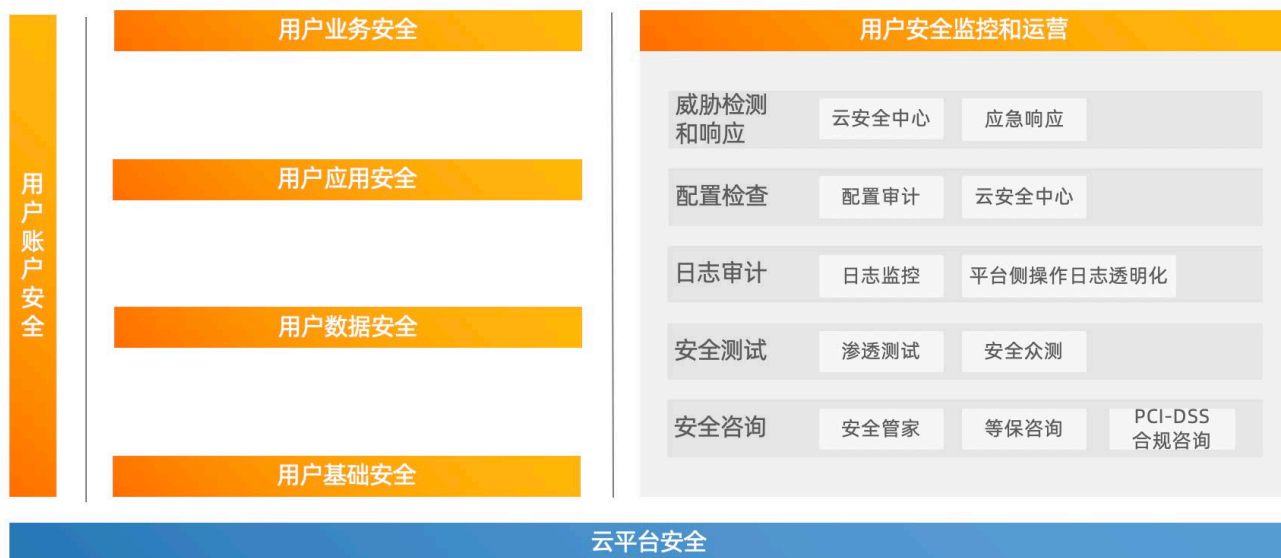 用户账户安全
用户业务安全
用户应用安全
用户数据安全
用户基础安全
用户安全监控和运营
威胁检测
和响应
云安全中心
应急响应
配置检查
配置审计
云安全中心
日志审计
日志监控
平台侧操作日志透明化
安全测试
渗透测试
安全众测
安全咨询
安全管家
等保咨询
PCI-DSS
合规咨询
云平台安全